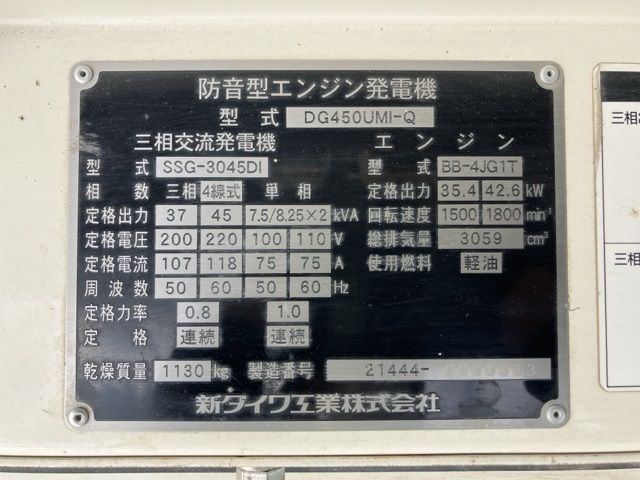 防音型エンジン発電機
型式 DG450UMI-Q
三相交流発電機 エンジン
型式 SSG-3045DI 型式 BB-4JG1T
相数 三相 4線式 単相 定格出力 35.4 42.6 kW
定格出力 37 45 7.5/8.25×2 kVA 回転速度 1500 1800 min⁻¹
定格電圧 200 220 100 110 V 総排気量 3059 cm³
定格電流 107 118 75 75 A 使用燃料 軽油
周波数 50 60 50 60 Hz
定格力率 0.8 1.0
定格 連続 連続
乾燥質量 1130 kg 製造番号 21444-
新ダイワ工業株式会社
三相
三相